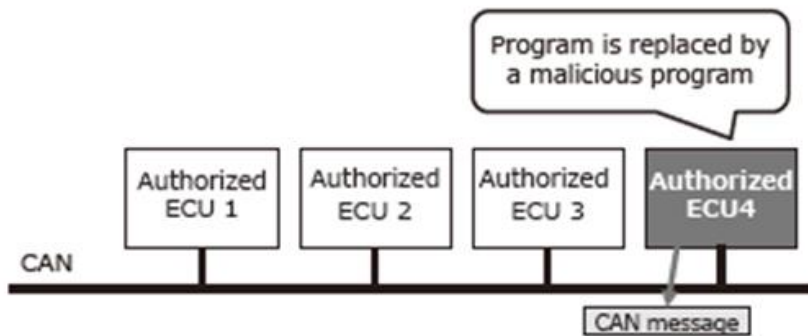 Program is replaced by
a malicious program
Authorized
ECU 1
Authorized
ECU 2
Authorized
ECU 3
Authorized
ECU4
CAN
CAN message